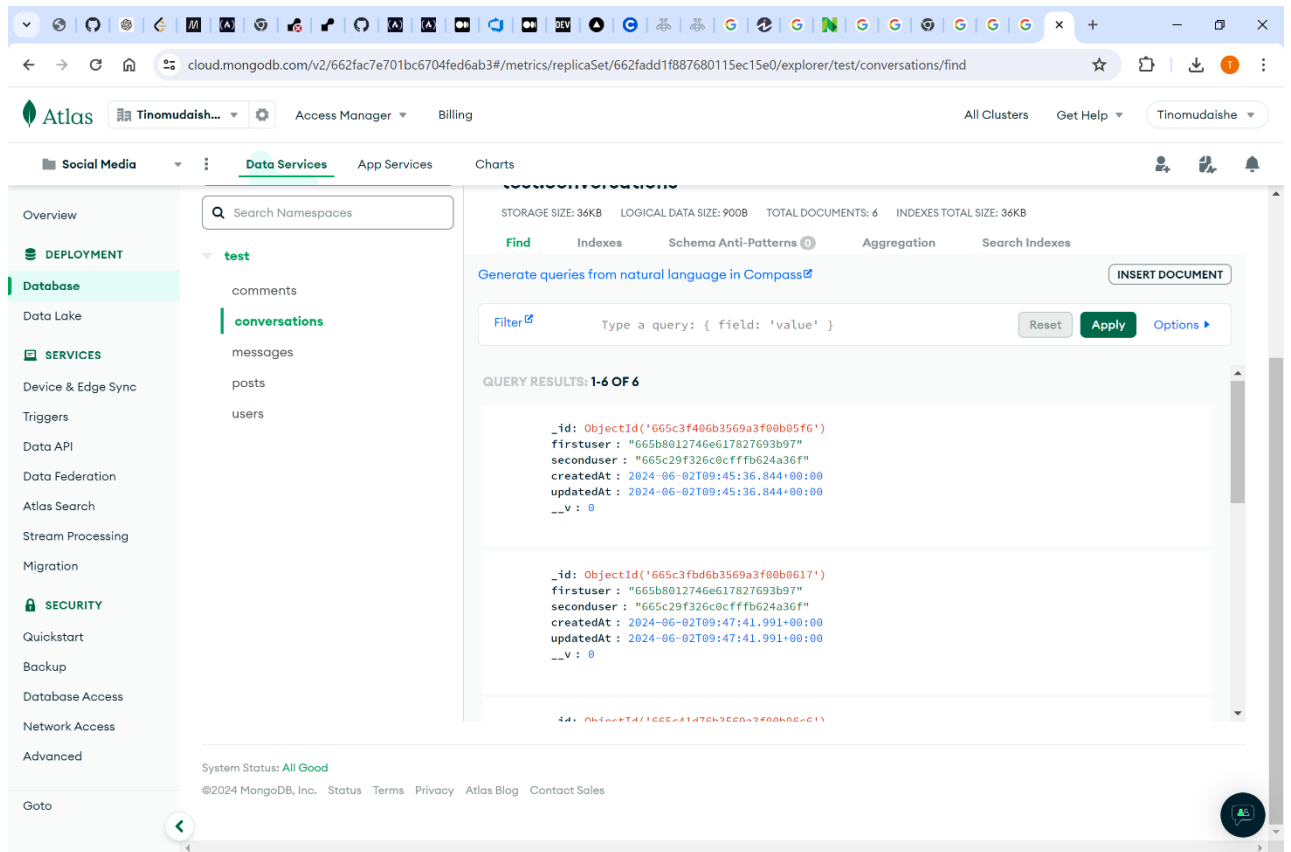 cloud.mongodb.com/v2/662fac7e701bc6704fed6ab3#/metrics/replicaSet/662fadd1f887680115ec15e0/explorer/test/conversations/find
Atlas Tinomudaish... Access Manager Billing All Clusters Get Help Tinomudaishe
Social Media Data Services App Services Charts
test.conversations
Overview
DEPLOYMENT
Database
Data Lake
SERVICES
Device & Edge Sync
Triggers
Data API
Data Federation
Atlas Search
Stream Processing
Migration
SECURITY
Quickstart
Backup
Database Access
Network Access
Advanced
Goto
Search Namespaces
test
comments
conversations
messages
posts
users
STORAGE SIZE: 36KB LOGICAL DATA SIZE: 900B TOTAL DOCUMENTS: 6 INDEXES TOTAL SIZE: 36KB
Find Indexes Schema Anti-Patterns 0 Aggregation Search Indexes
Generate queries from natural language in Compass INSERT DOCUMENT
Filter Type a query: { field: 'value' } Reset Apply Options
QUERY RESULTS: 1-6 OF 6
_id: ObjectId('665c3f406b3569a3f00b05f6')
firstuser : "665b8012746e617827693b97"
seconduser : "665c29f326c0cfffb624a36f"
createdAt : 2024-06-02T09:45:36.844+00:00
updatedAt : 2024-06-02T09:45:36.844+00:00
__v : 0
_id: ObjectId('665c3fbd6b3569a3f00b0617')
firstuser : "665b8012746e617827693b97"
seconduser : "665c29f326c0cfffb624a36f"
createdAt : 2024-06-02T09:47:41.991+00:00
updatedAt : 2024-06-02T09:47:41.991+00:00
__v : 0
_id: ObjectId('665c41d76b3569a3f00b06c6')
System Status: All Good
©2024 MongoDB, Inc. Status Terms Privacy Atlas Blog Contact Sales